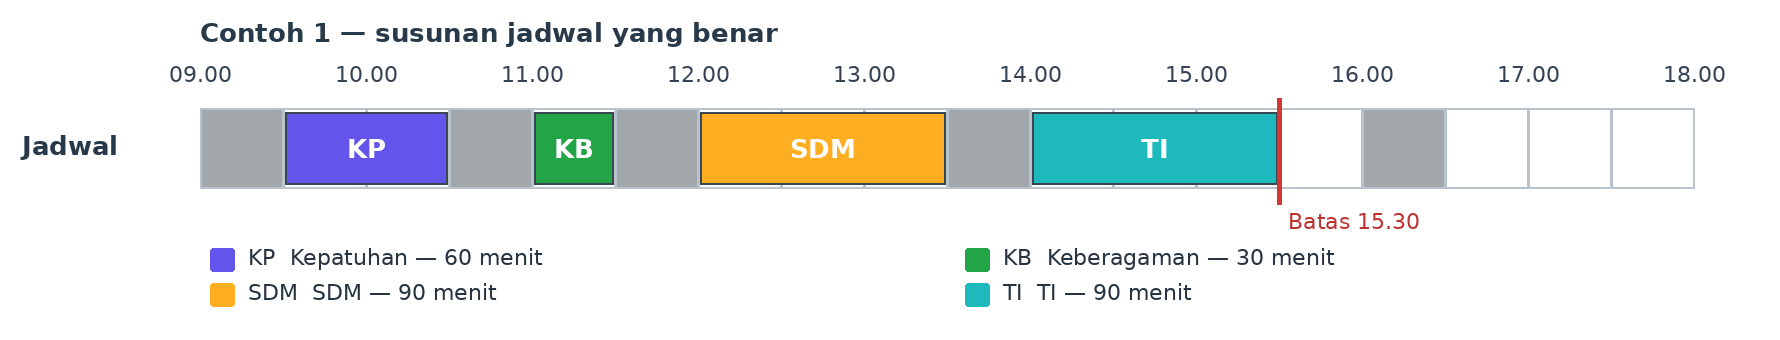 Contoh 1 — susunan jadwal yang benar
09.00 10.00 11.00 12.00 13.00 14.00 15.00 16.00 17.00 18.00
Jadwal KP KB SDM TI
Batas 15.30
KP Kepatuhan — 60 menit KB Keberagaman — 30 menit
SDM SDM — 90 menit TI TI — 90 menit